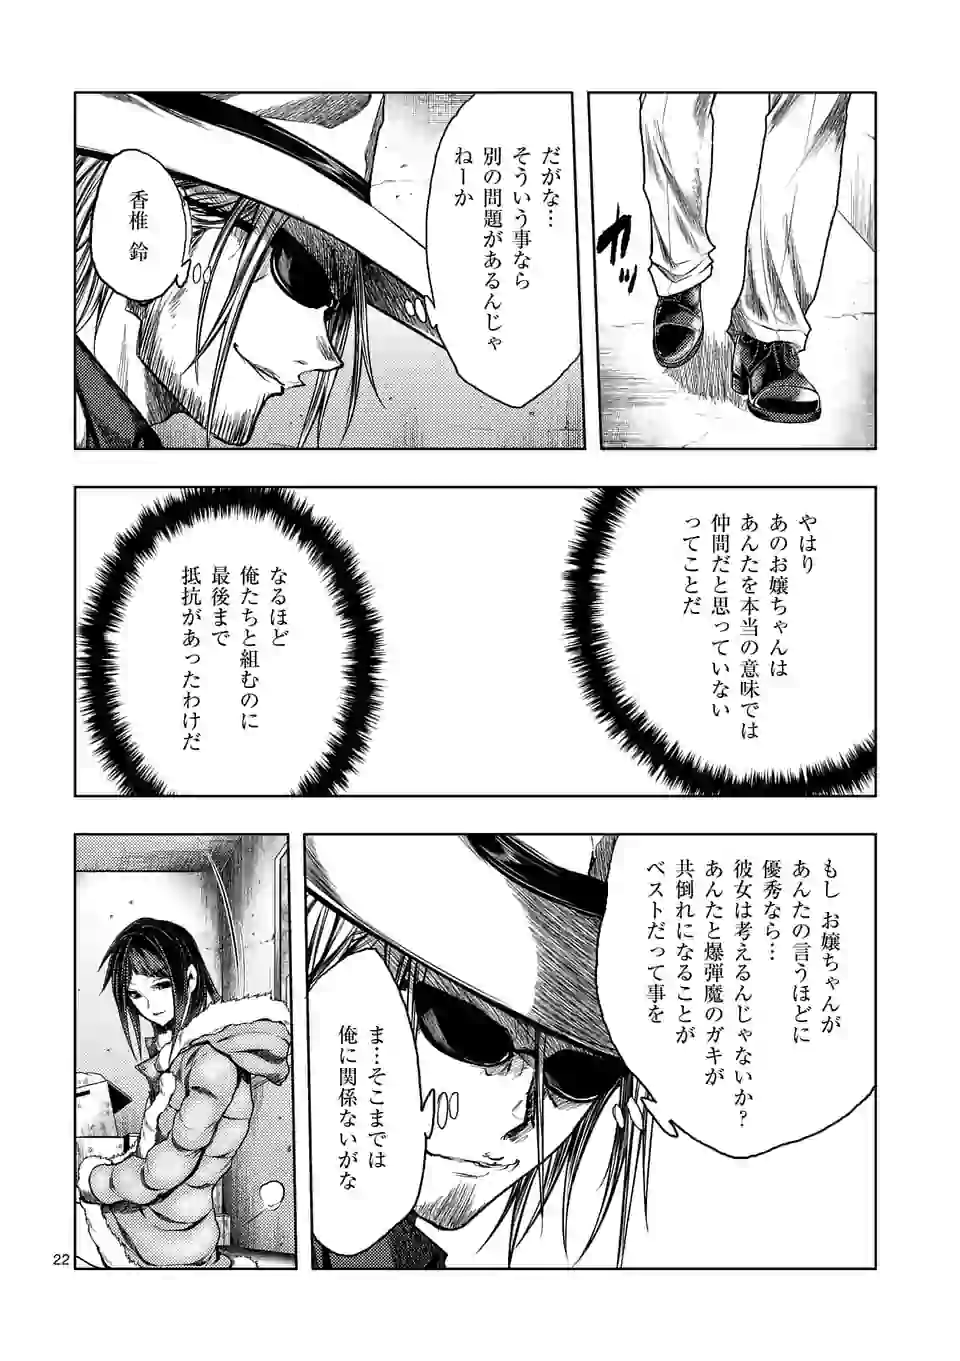 ガッ
だがな…
そういう事なら
別の問題があるんじゃ
ねーか
香椎 鈴
やはり
あのお嬢ちゃんは
あんたを本当の意味では
仲間だと思っていない
ってことだ
なるほど
俺たちと組むのに
最後まで
抵抗があったわけだ
もし お嬢ちゃんが
あんたの言うほどに
優秀なら…
彼女は考えるんじゃないか?
あんたと爆弾魔のガキが
共倒れになることが
ベストだって事を
ま…そこまでは
俺に関係ないがな
22